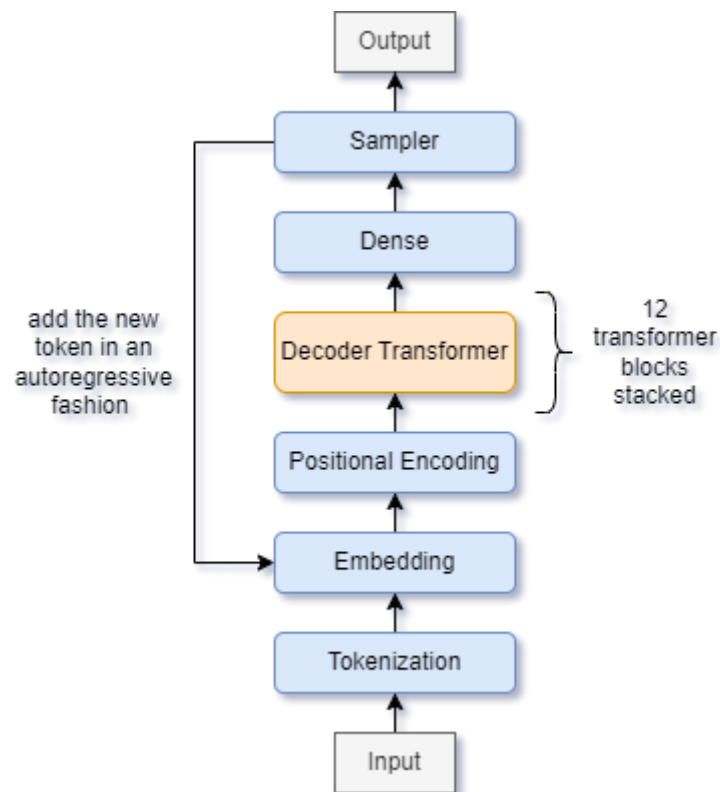 Output
Sampler
Dense
add the new
token in an
autoregressive
fashion
Decoder Transformer
12
transformer
blocks
stacked
Positional Encoding
Embedding
Tokenization
Input